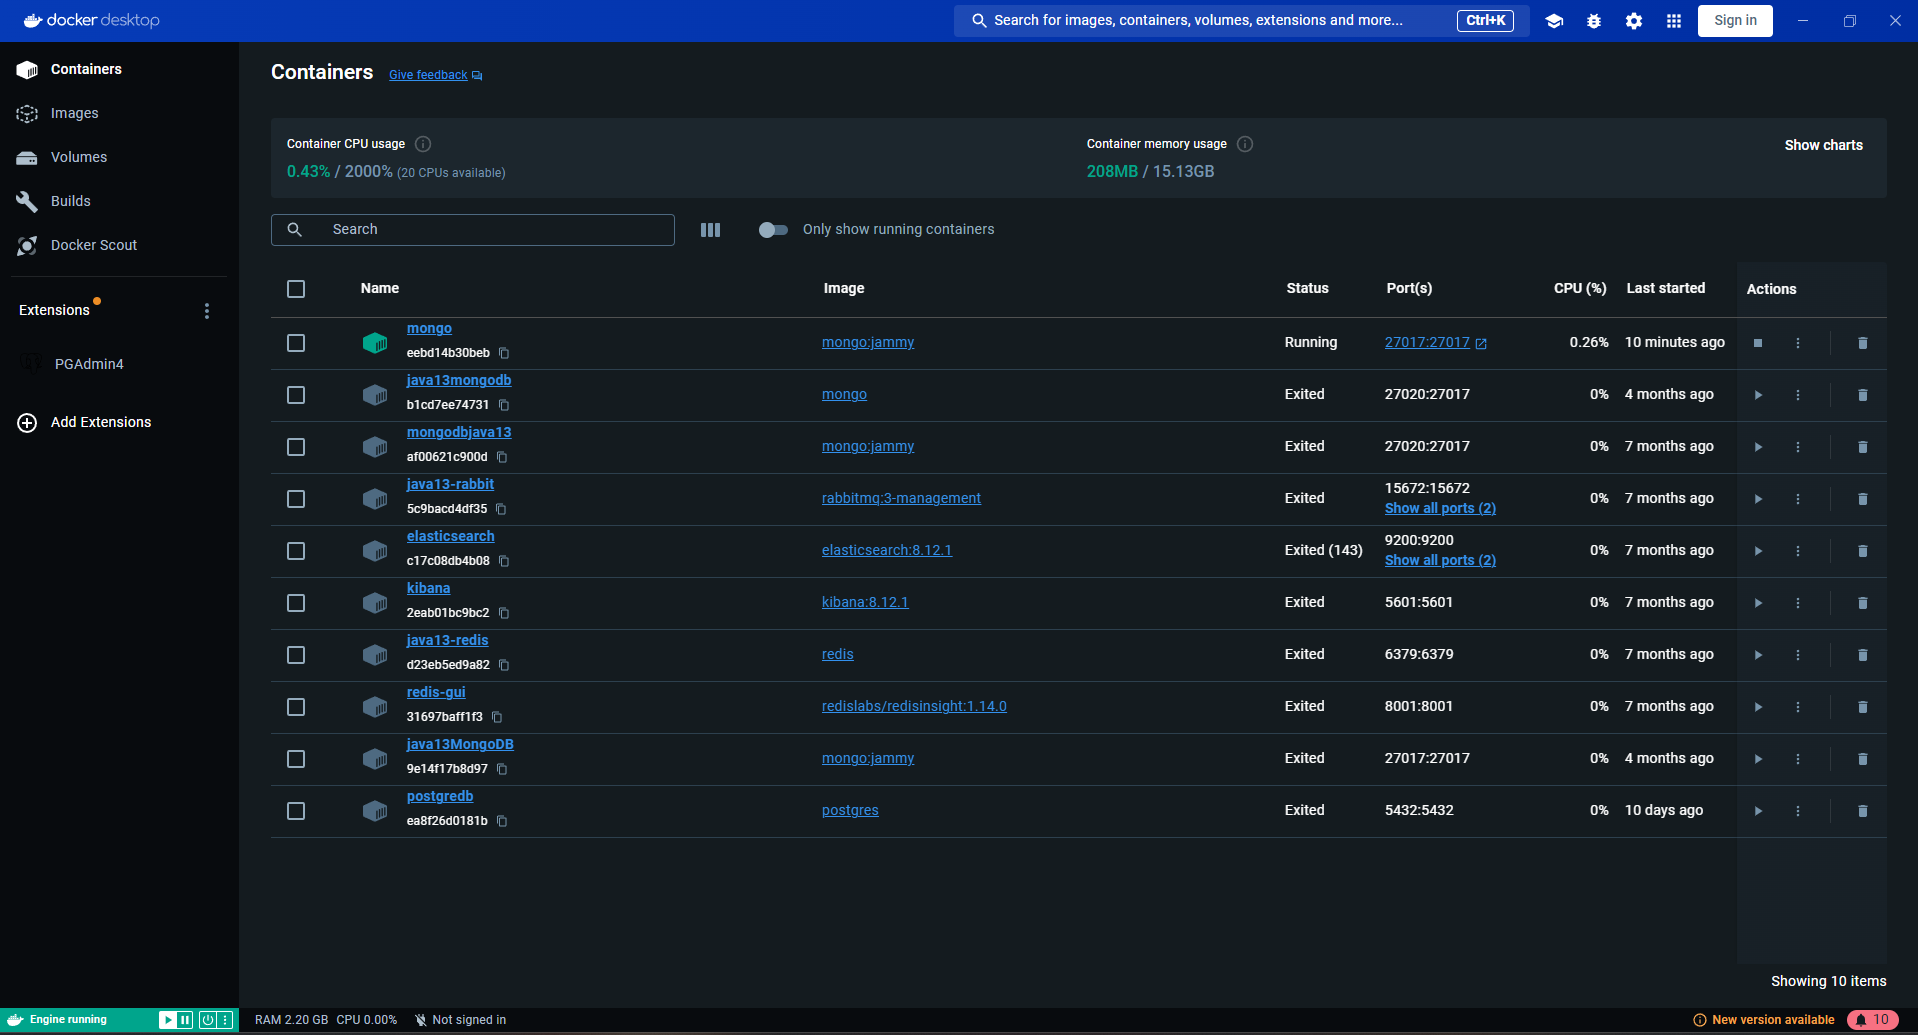 docker desktop
Search for images, containers, volumes, extensions and more... Ctrl+K Sign in
Containers
Images
Volumes
Builds
Docker Scout
Extensions
PGAdmin4
Add Extensions
Containers Give feedback
Container CPU usage
0.43% / 2000% (20 CPUs available)
Container memory usage
208MB / 15.13GB
Show charts
Search
Only show running containers
Name Image Status Port(s) CPU (%) Last started Actions
mongo
eebd14b30beb
mongo:jammy Running 27017:27017 0.26% 10 minutes ago
java13mongodb
b1cd7ee74731
mongo Exited 27020:27017 0% 4 months ago
mongodbjava13
af00621c900d
mongo:jammy Exited 27020:27017 0% 7 months ago
java13-rabbit
5c9bacd4df35
rabbitmq:3-management Exited 15672:15672
Show all ports (2)
0% 7 months ago
elasticsearch
c17c08db4b08
elasticsearch:8.12.1 Exited (143) 9200:9200
Show all ports (2)
0% 7 months ago
kibana
2eab01bc9bc2
kibana:8.12.1 Exited 5601:5601 0% 7 months ago
java13-redis
d23eb5ed9a82
redis Exited 6379:6379 0% 7 months ago
redis-gui
31697baff1f3
redislabs/redisinsight:1.14.0 Exited 8001:8001 0% 7 months ago
java13MongoDB
9e14f17b8d97
mongo:jammy Exited 27017:27017 0% 4 months ago
postgredb
ea8f26d0181b
postgres Exited 5432:5432 0% 10 days ago
Showing 10 items
Engine running RAM 2.20 GB CPU 0.00% Not signed in New version available 10